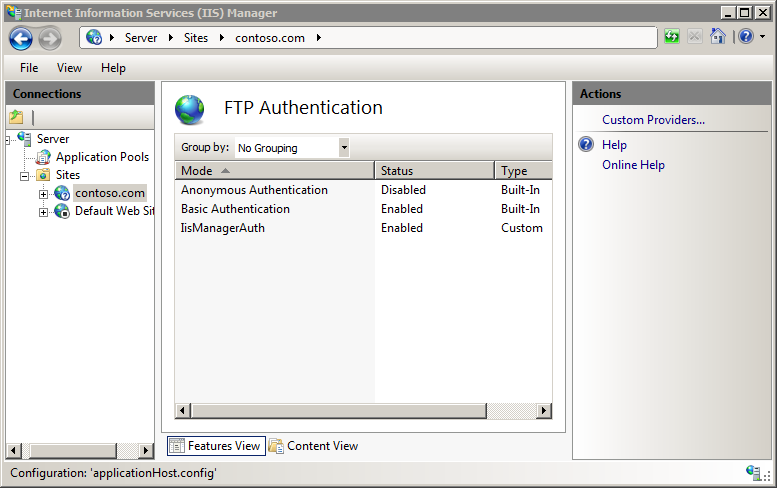 Internet Information Services (IIS) Manager
Server Sites contoso.com
File View Help
Connections
Server
Application Pools
Sites
contoso.com
Default Web Sit
FTP Authentication
Group by: No Grouping
Mode Status Type
Anonymous Authentication Disabled Built-In
Basic Authentication Enabled Built-In
IisManagerAuth Enabled Custom
Features View Content View
Actions
Custom Providers...
Help
Online Help
Configuration: 'applicationHost.config'